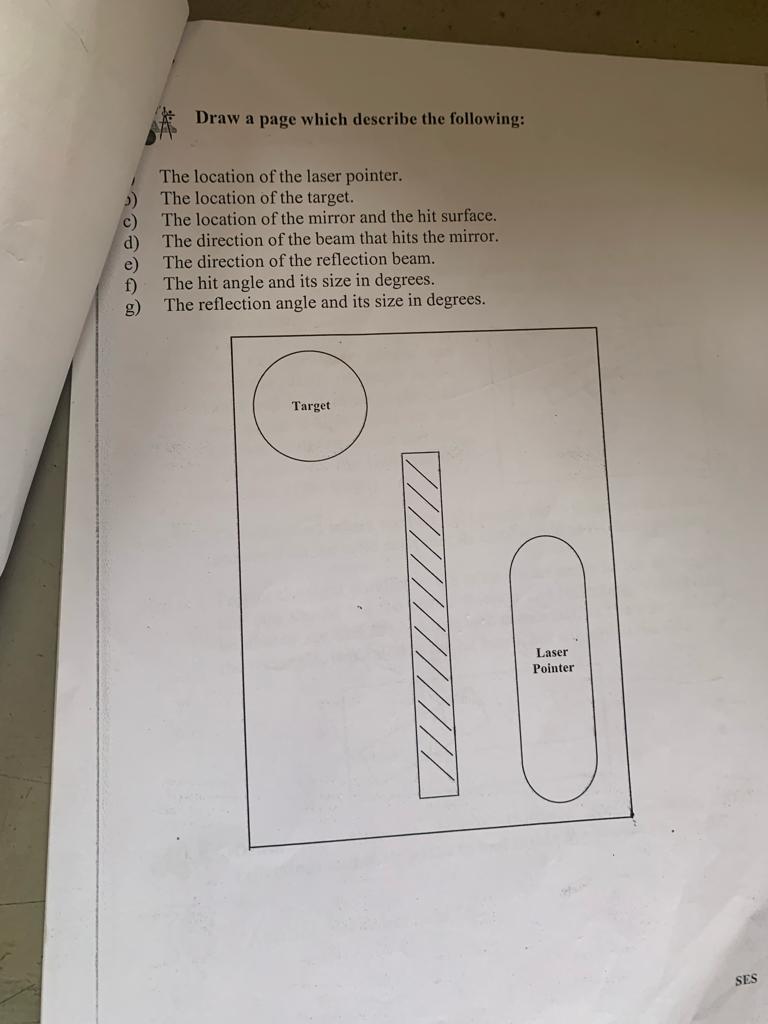 Draw a page which describe the following:
The location of the laser pointer.
b) The location of the target.
c) The location of the mirror and the hit surface.
d) The direction of the beam that hits the mirror.
e) The direction of the reflection beam.
f) The hit angle and its size in degrees.
g) The reflection angle and its size in degrees.
Target
Laser
Pointer
SES